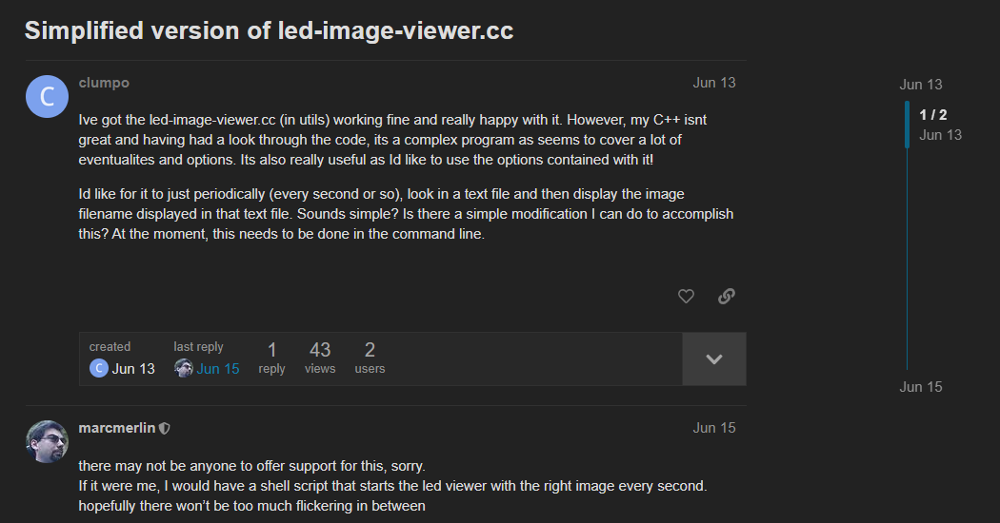 Simplified version of led-image-viewer.cc
C
clumpo
Jun 13
Ive got the led-image-viewer.cc (in utils) working fine and really happy with it. However, my C++ isnt
great and having had a look through the code, its a complex program as seems to cover a lot of
eventualites and options. Its also really useful as Id like to use the options contained with it!
Id like for it to just periodically (every second or so), look in a text file and then display the image
filename displayed in that text file. Sounds simple? Is there a simple modification I can do to accomplish
this? At the moment, this needs to be done in the command line.
created
C Jun 13
last reply
Jun 15
1
reply
43
views
2
users
marcmerlin
Jun 15
there may not be anyone to offer support for this, sorry.
If it were me, I would have a shell script that starts the led viewer with the right image every second.
hopefully there won’t be too much flickering in between
Jun 13
1 / 2
Jun 13
Jun 15